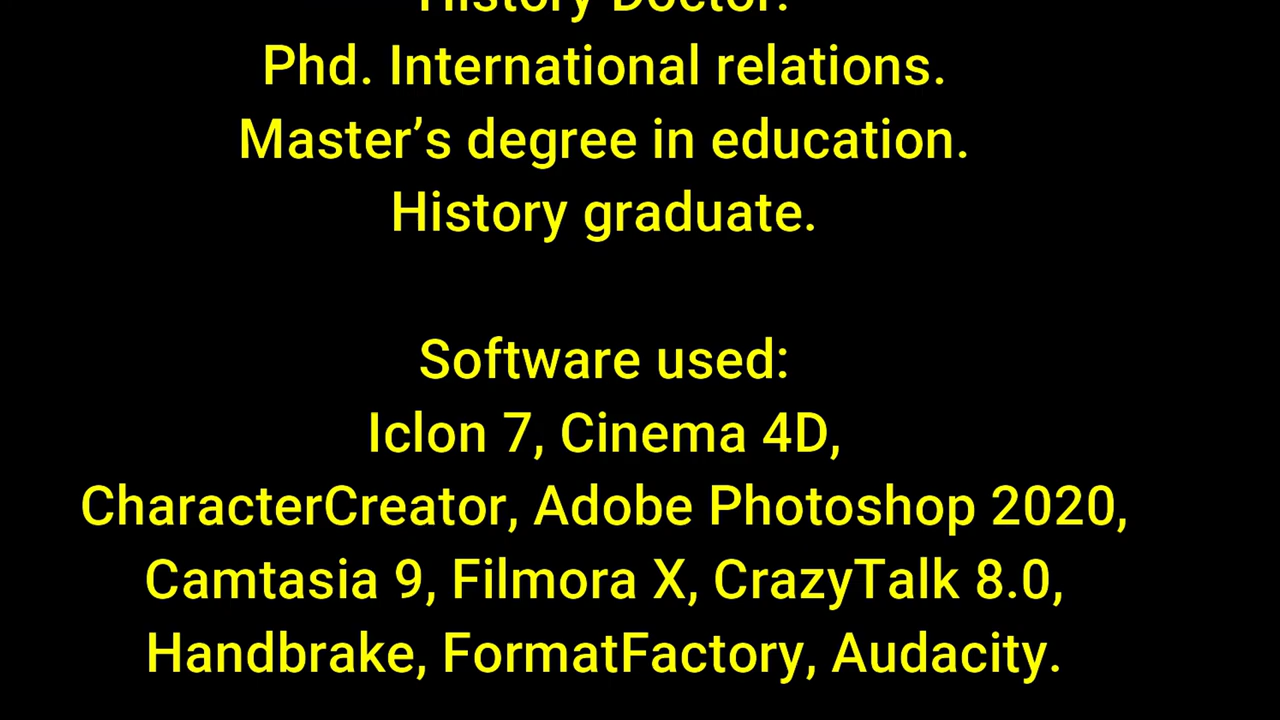 History Doctor.
Phd. International relations.
Master’s degree in education.
History graduate.
Software used:
Iclon 7, Cinema 4D,
CharacterCreator, Adobe Photoshop 2020,
Camtasia 9, Filmora X, CrazyTalk 8.0,
Handbrake, FormatFactory, Audacity.